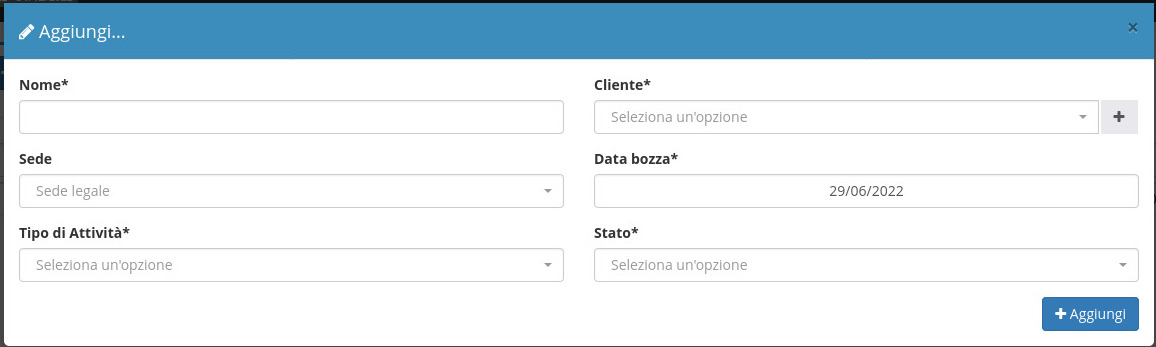 Aggiungi...
×
Nome*
Cliente*
Seleziona un'opzione
+
Sede
Data bozza*
Sede legale
29/06/2022
Tipo di Attività*
Stato*
Seleziona un'opzione
Seleziona un'opzione
+ Aggiungi